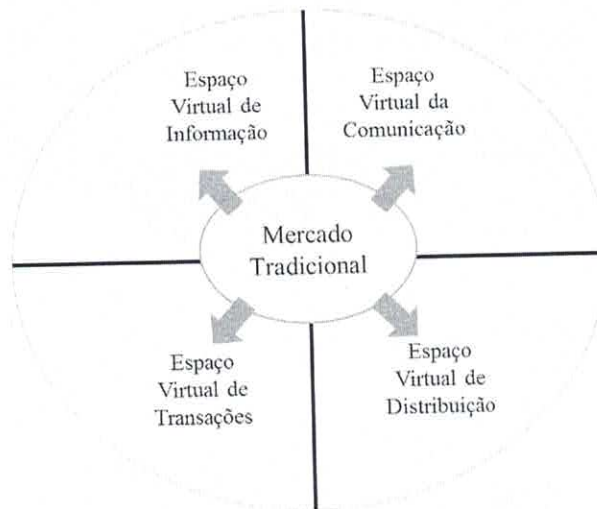 Espaço
Virtual de
Informação
Espaço
Virtual da
Comunicação
Mercado
Tradicional
Espaço
Virtual de
Transações
Espaço
Virtual de
Distribuição